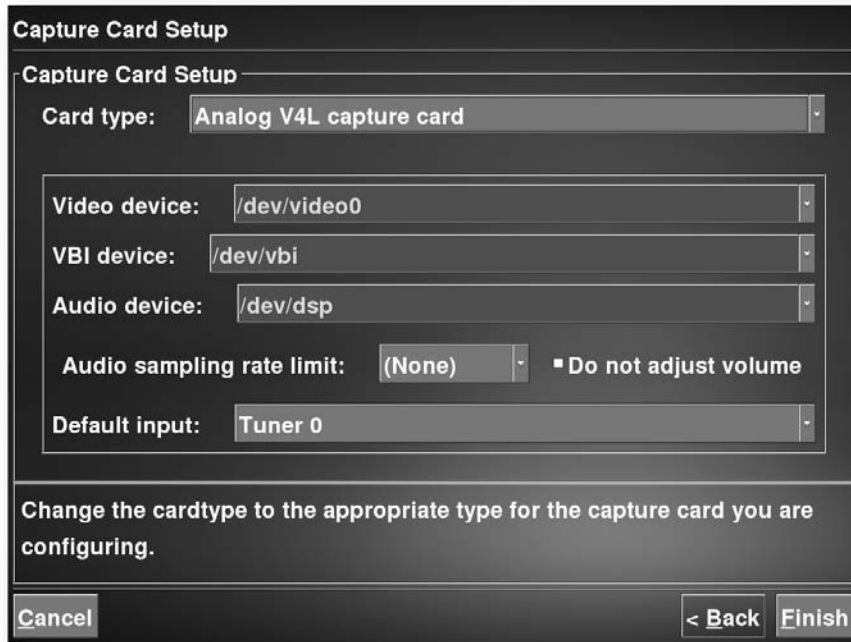 Capture Card Setup
Capture Card Setup
Card type: Analog V4L capture card
Video device: /dev/video0
VBI device: /dev/vbi
Audio device: /dev/dsp
Audio sampling rate limit: (None) Do not adjust volume
Default input: Tuner 0
Change the cardtype to the appropriate type for the capture card you are
configuring.
Cancel < Back Finish